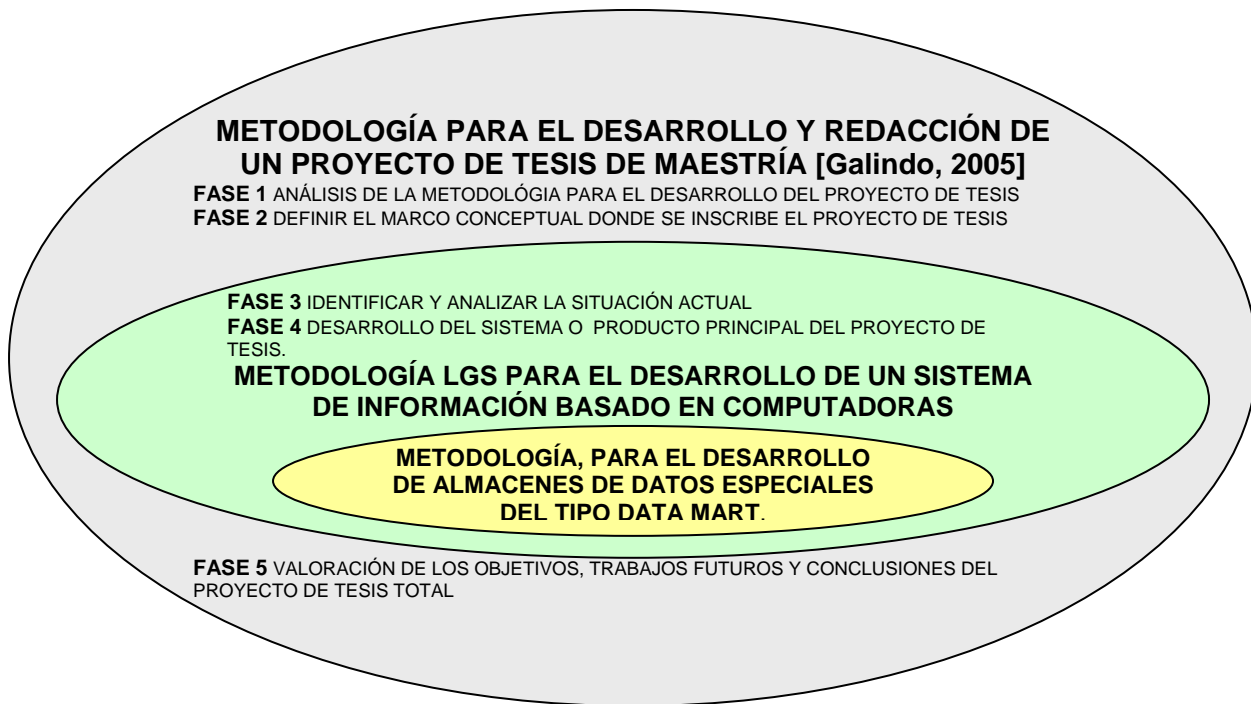 METODOLOGÍA PARA EL DESARROLLO Y REDACCIÓN DE
UN PROYECTO DE TESIS DE MAESTRÍA [Galindo, 2005]
FASE 1 ANÁLISIS DE LA METODOLÓGIA PARA EL DESARROLLO DEL PROYECTO DE TESIS
FASE 2 DEFINIR EL MARCO CONCEPTUAL DONDE SE INSCRIBE EL PROYECTO DE TESIS
FASE 3 IDENTIFICAR Y ANALIZAR LA SITUACIÓN ACTUAL
FASE 4 DESARROLLO DEL SISTEMA O PRODUCTO PRINCIPAL DEL PROYECTO DE
TESIS.
METODOLOGÍA LGS PARA EL DESARROLLO DE UN SISTEMA
DE INFORMACIÓN BASADO EN COMPUTADORAS
METODOLOGÍA, PARA EL DESARROLLO
DE ALMACENES DE DATOS ESPECIALES
DEL TIPO DATA MART.
FASE 5 VALORACIÓN DE LOS OBJETIVOS, TRABAJOS FUTUROS Y CONCLUSIONES DEL
PROYECTO DE TESIS TOTAL